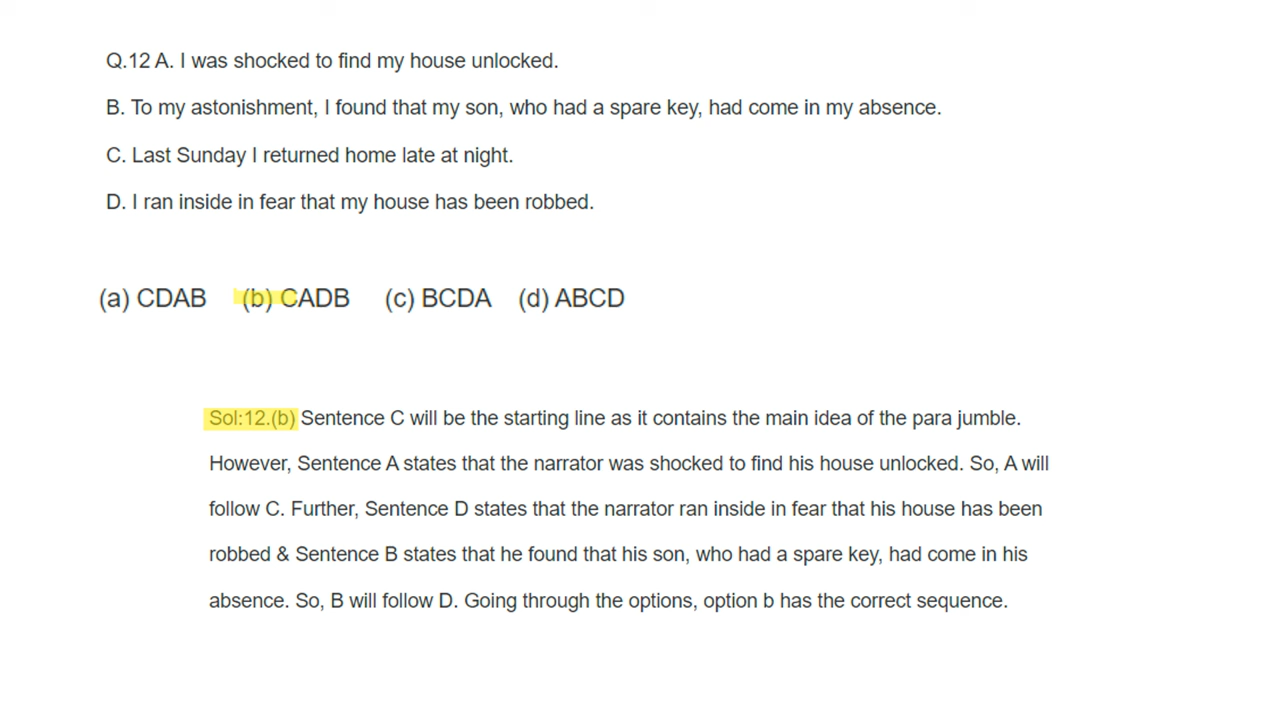 Q.12 A. I was shocked to find my house unlocked.
B. To my astonishment, I found that my son, who had a spare key, had come in my absence.
C. Last Sunday I returned home late at night.
D. I ran inside in fear that my house has been robbed.
(a) CDAB (b) CADB (c) BCDA (d) ABCD
Sol:12.(b) Sentence C will be the starting line as it contains the main idea of the para jumble.
However, Sentence A states that the narrator was shocked to find his house unlocked. So, A will
follow C. Further, Sentence D states that the narrator ran inside in fear that his house has been
robbed & Sentence B states that he found that his son, who had a spare key, had come in his
absence. So, B will follow D. Going through the options, option b has the correct sequence.